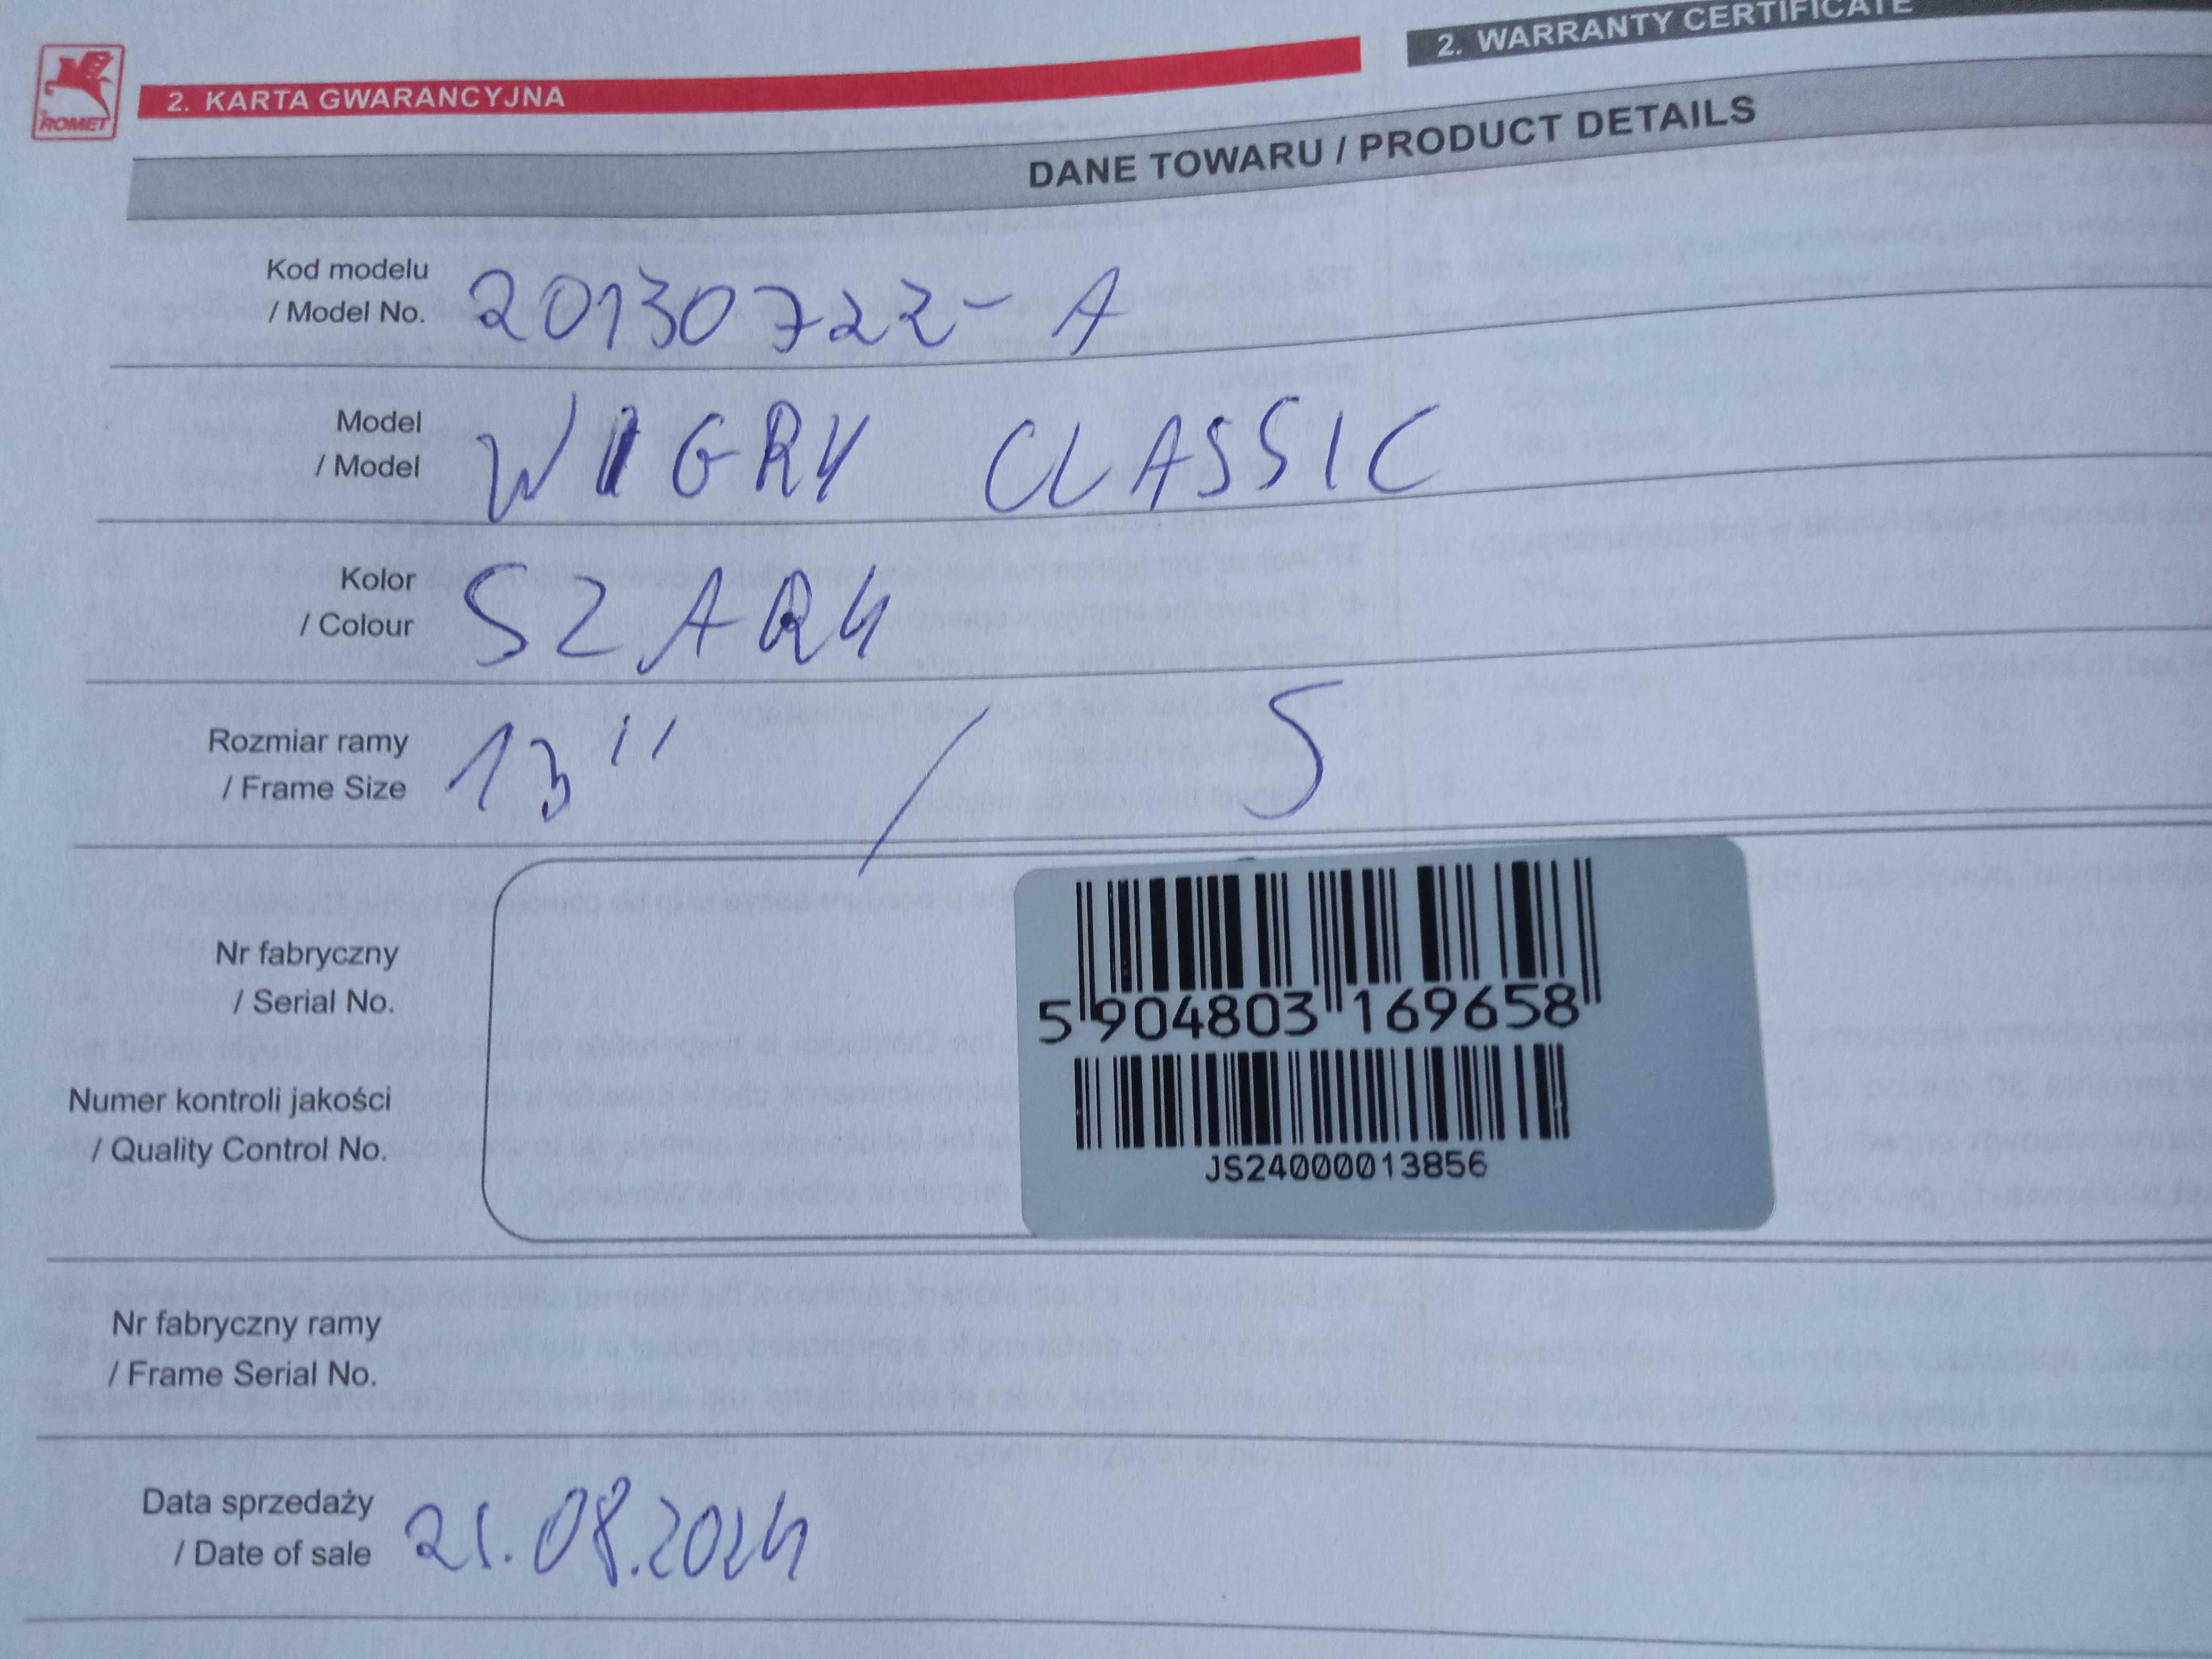 ROMET
2. KARTA GWARANCYJNA
2. WARRANTY CERTIFICATE
DANE TOWARU / PRODUCT DETAILS
Kod modelu
/ Model No. 20130722-A
Model
/ Model WIGRY CLASSIC
Kolor
/ Colour SZARY
Rozmiar ramy
/ Frame Size 13" / S
Nr fabryczny
/ Serial No.
5 904803 169658
Numer kontroli jakości
/ Quality Control No.
JS24000013856
Nr fabryczny ramy
/ Frame Serial No.
Data sprzedaży
/ Date of sale 21.08.2024